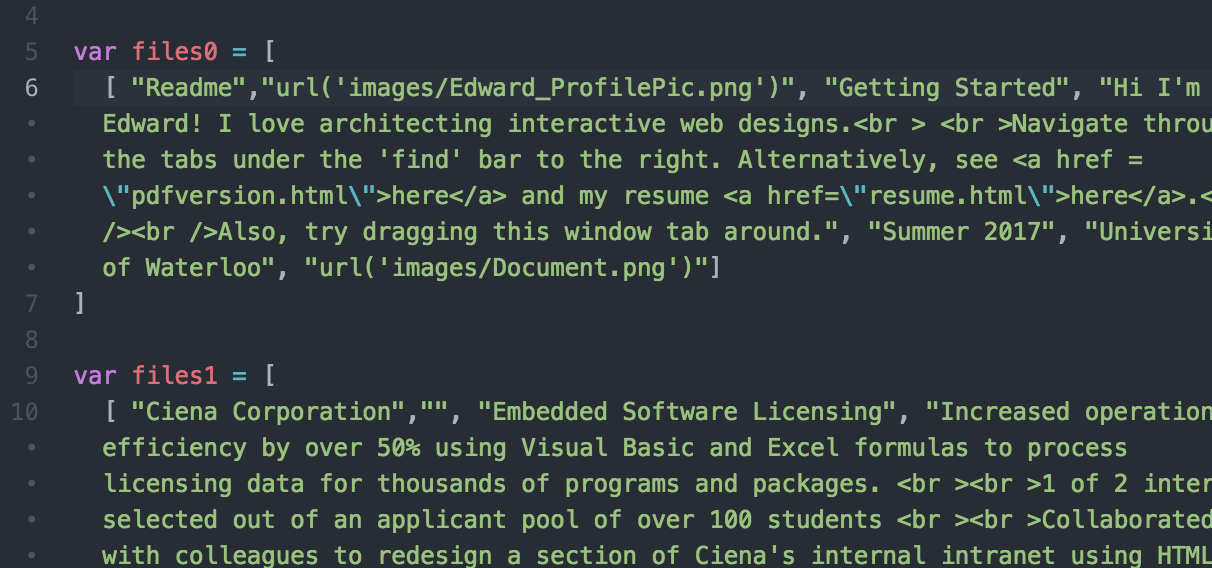 4
5 var files0 = [
6 [ "Readme","url('images/Edward_ProfilePic.png')", "Getting Started", "Hi I'm
• Edward! I love architecting interactive web designs.<br > <br >Navigate throu
• the tabs under the 'find' bar to the right. Alternatively, see <a href =
• \"pdfversion.html\">here</a> and my resume <a href=\"resume.html\">here</a>.<
• /><br />Also, try dragging this window tab around.", "Summer 2017", "Universi
• of Waterloo", "url('images/Document.png')"]
7 ]
8
9 var files1 = [
10 [ "Ciena Corporation","", "Embedded Software Licensing", "Increased operation
• efficiency by over 50% using Visual Basic and Excel formulas to process
• licensing data for thousands of programs and packages. <br ><br >1 of 2 inter
• selected out of an applicant pool of over 100 students <br ><br >Collaborated
• with colleagues to redesign a section of Ciena's internal intranet using HTML